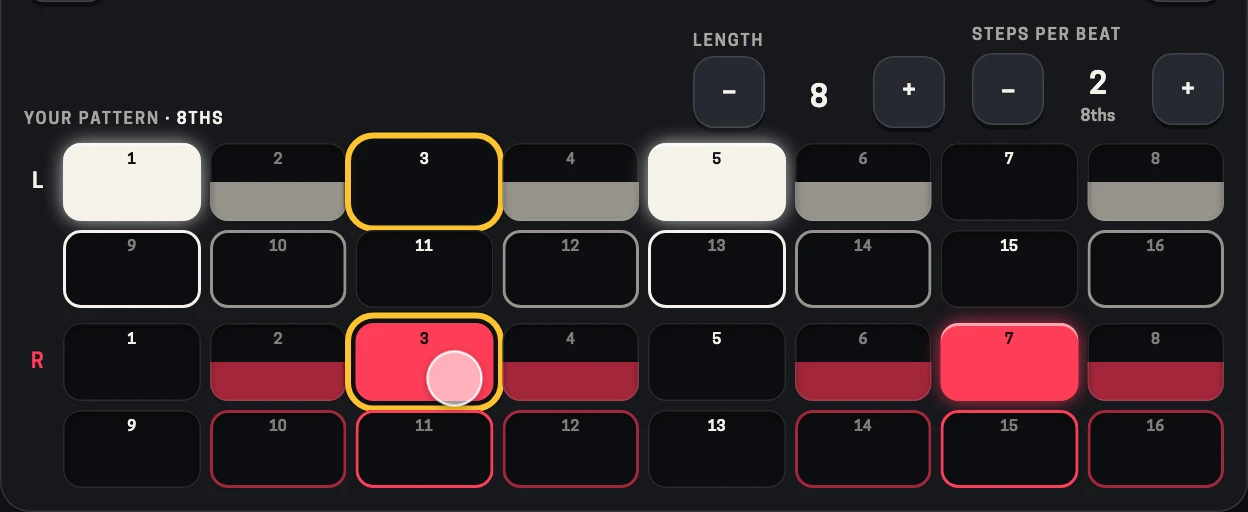 LENGTH
STEPS PER BEAT
− 8 +
− 2 +
8ths
YOUR PATTERN · 8THS
L
1 2 3 4 5 6 7 8
9 10 11 12 13 14 15 16
R
1 2 3 4 5 6 7 8
9 10 11 12 13 14 15 16